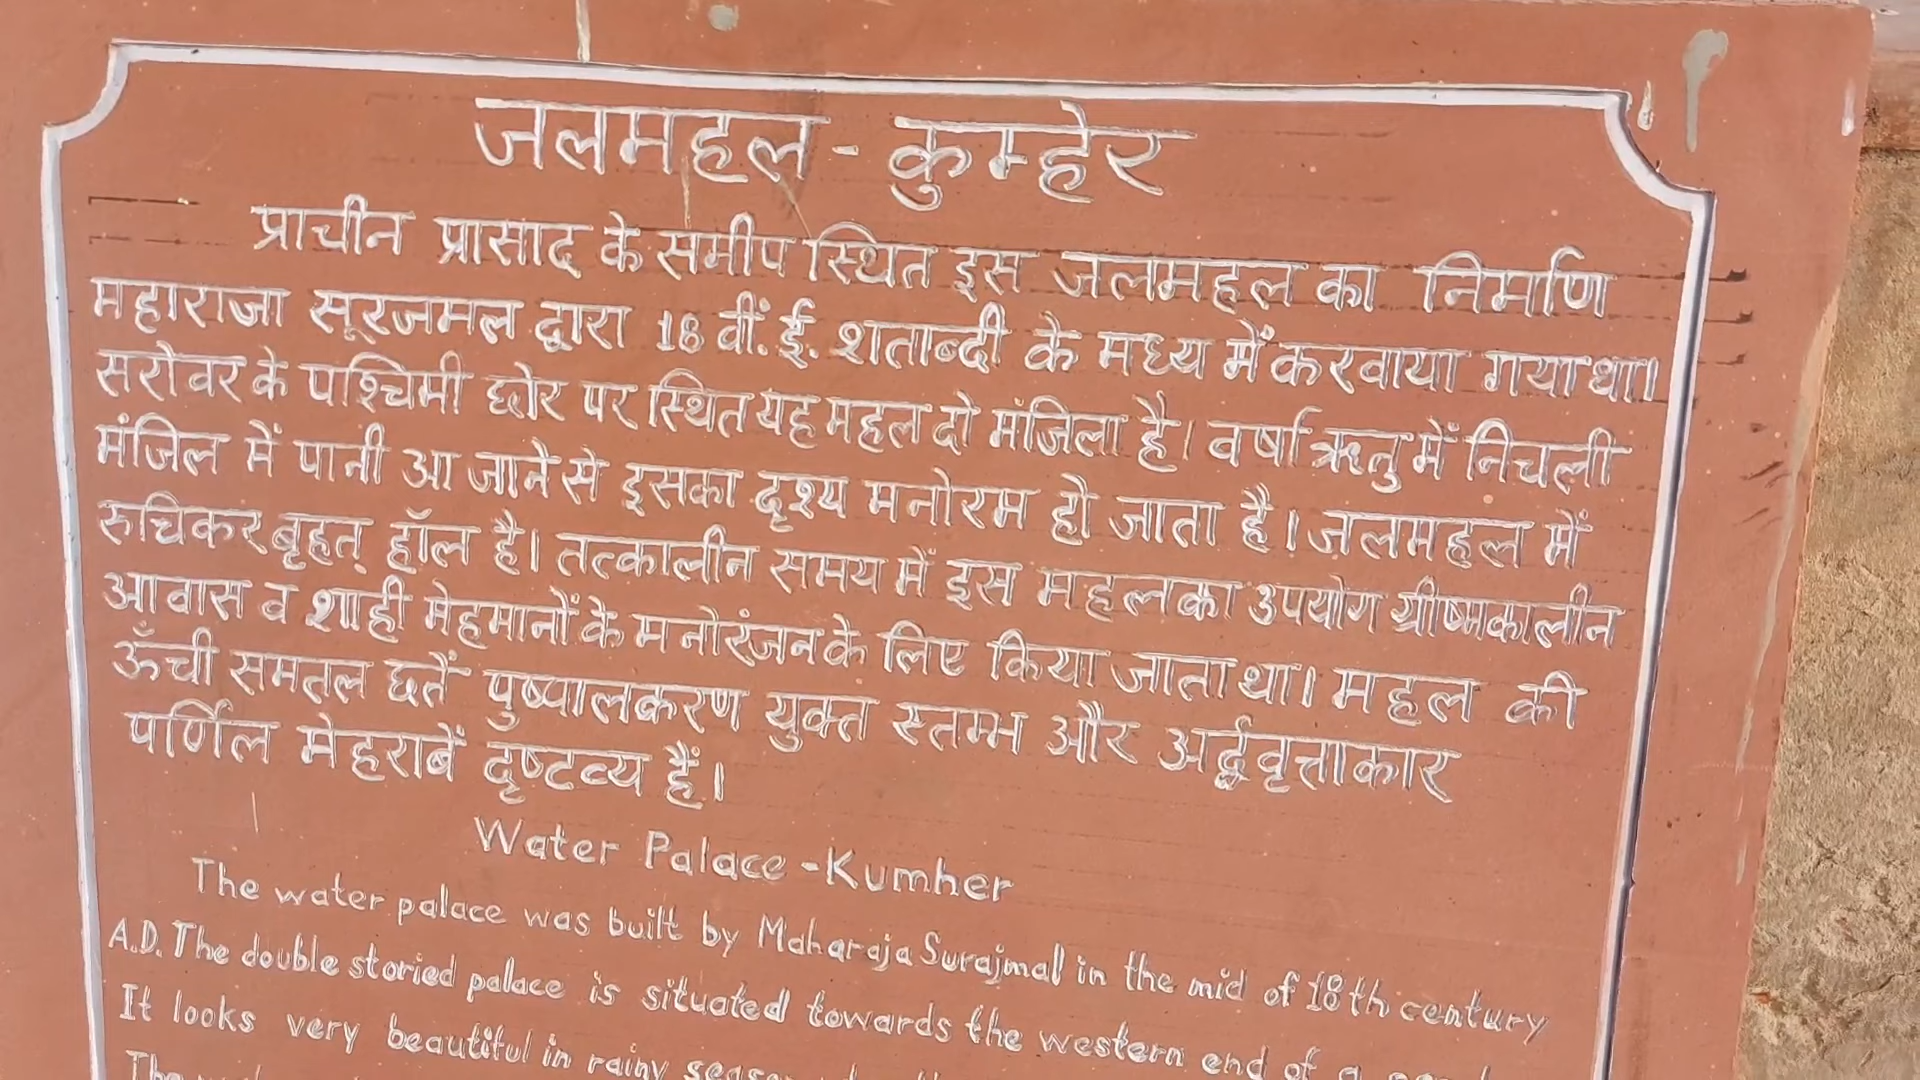 जलमहल - कुम्हेर
प्राचीन प्रासाद के समीप स्थित इस जलमहल का निर्माण
महाराजा सूरजमल द्वारा 18 वीं. ई. शताब्दी के मध्य में करवाया गया था।
सरोवर के पश्चिमी छोर पर स्थित यह महल दो मंजिला है। वर्षा ऋतु में निचली
मंजिल में पानी आ जाने से इसका दृश्य मनोरम हो जाता है। जलमहल में
रुचिकर बृहत् हॉल है। तत्कालीन समय में इस महल का उपयोग ग्रीष्मकालीन
आवास व शाही मेहमानों के मनोरंजन के लिए किया जाता था। महल की
ऊँची समतल छतें पुष्पालकरण युक्त स्तम्भ और अर्द्धवृत्ताकार
पर्णिल मेहराबें दृष्टव्य हैं।
Water Palace -Kumher
The water palace was built by Maharaja Surajmal in the mid of 18th century
A.D. The double storied palace is situated towards the western end of a
It looks very beautiful in rainy
The